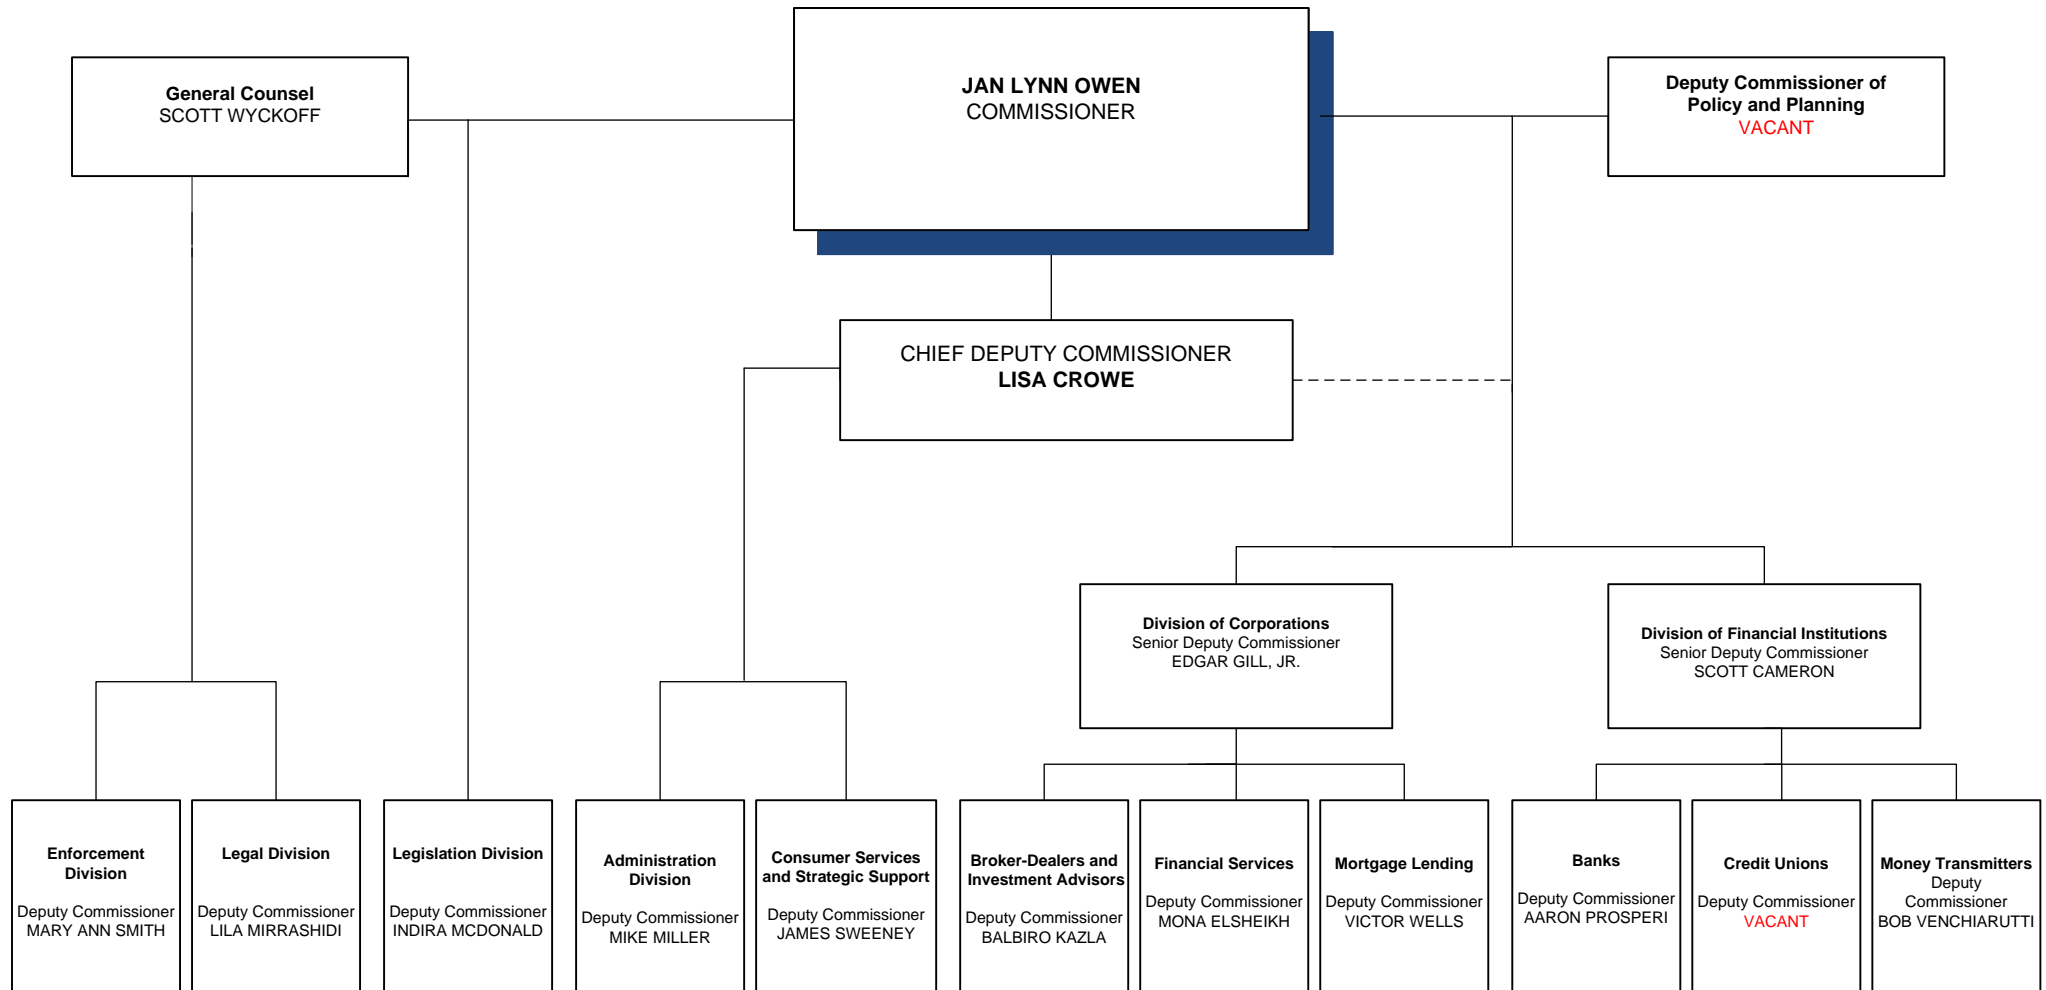 General Counsel
SCOTT WYCKOFF
JAN LYNN OWEN
COMMISSIONER
Deputy Commissioner of
Policy and Planning
VACANT
CHIEF DEPUTY COMMISSIONER
LISA CROWE
Division of Corporations
Senior Deputy Commissioner
EDGAR GILL, JR.
Division of Financial Institutions
Senior Deputy Commissioner
SCOTT CAMERON
Enforcement
Division
Deputy Commissioner
MARY ANN SMITH
Legal Division
Deputy Commissioner
LILA MIRRASHIDI
Legislation Division
Deputy Commissioner
INDIRA MCDONALD
Administration
Division
Deputy Commissioner
MIKE MILLER
Consumer Services
and Strategic Support
Deputy Commissioner
JAMES SWEENEY
Broker-Dealers and
Investment Advisors
Deputy Commissioner
BALBIRO KAZLA
Financial Services
Deputy Commissioner
MONA ELSHEIKH
Mortgage Lending
Deputy Commissioner
VICTOR WELLS
Banks
Deputy Commissioner
AARON PROSPERI
Credit Unions
Deputy Commissioner
VACANT
Money Transmitters
Deputy
Commissioner
BOB VENCHIARUTTI